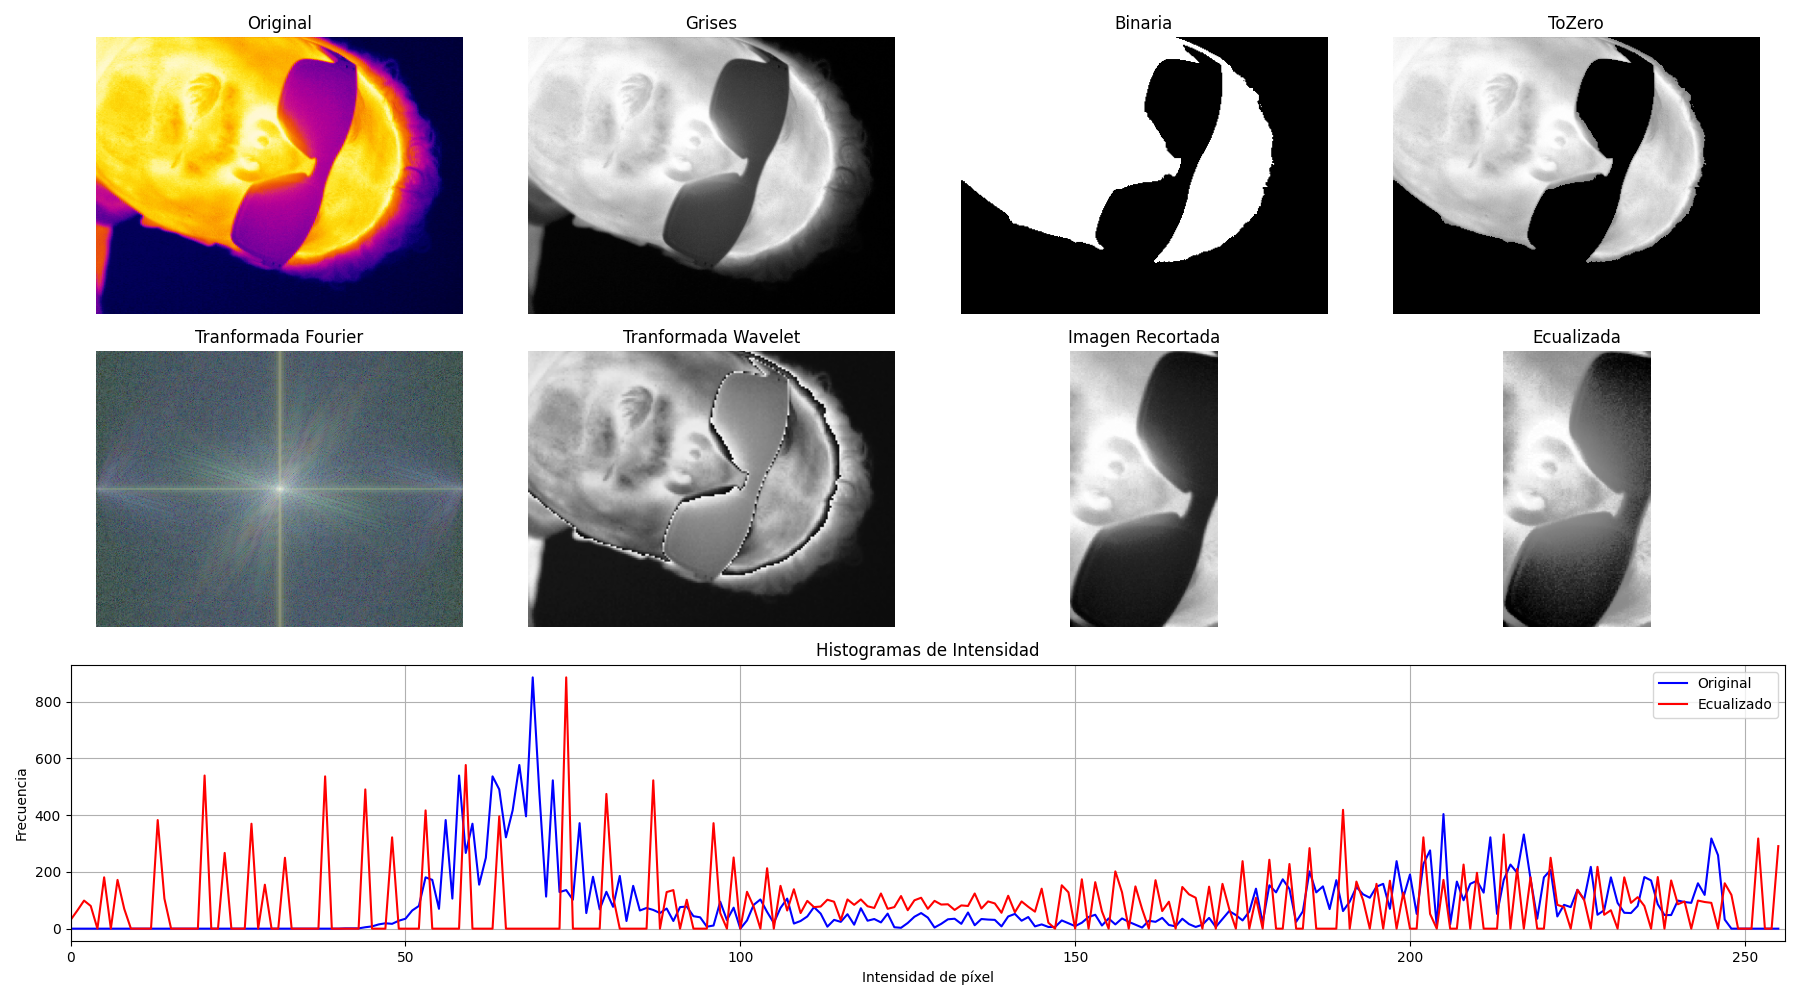 Original
Grises
Binaria
ToZero
Tranformada Fourier
Tranformada Wavelet
Imagen Recortada
Ecualizada
Histogramas de Intensidad
Original
Ecualizado
Frecuencia
800
600
400
200
0
0
50
100
150
200
250
Intensidad de píxel